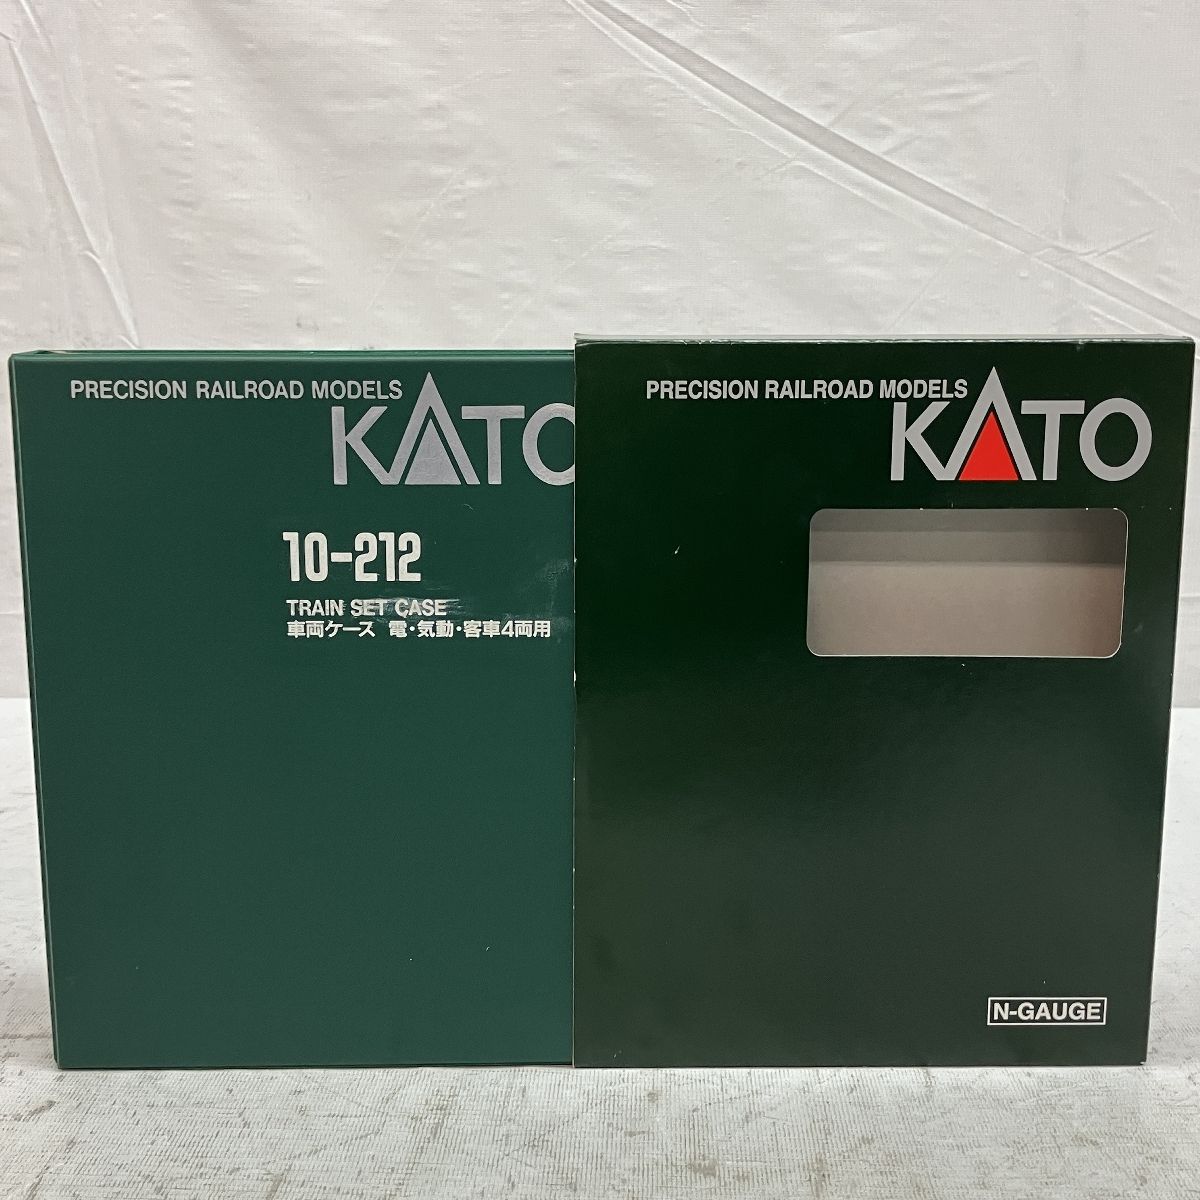 PRECISION RAILROAD MODELS
KATO
10-212
TRAIN SET CASE
車両ケース 電・気動・客車4両用
PRECISION RAILROAD MODELS
KATO
N-GAUGE